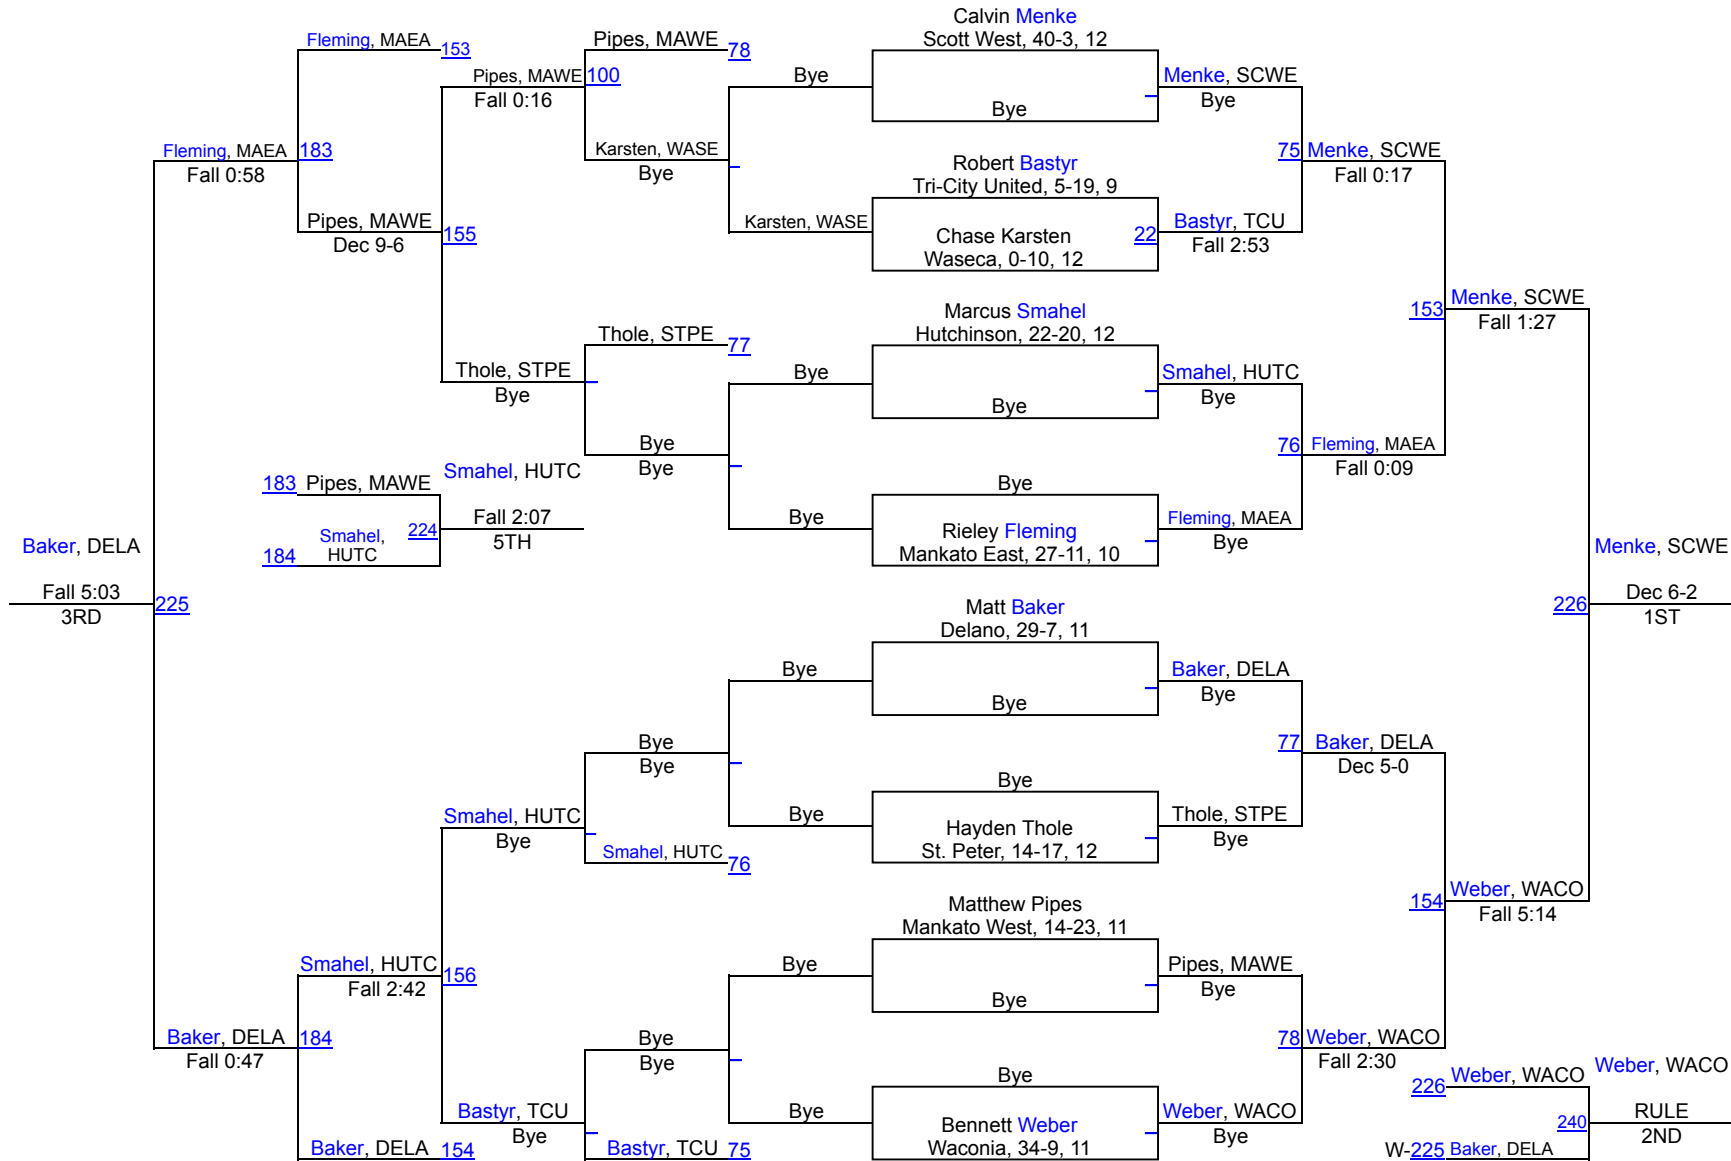 Calvin Menke
Scott West, 40-3, 12
Bye
Robert Bastyr
Tri-City United, 5-19, 9
Chase Karsten
Waseca, 0-10, 12
22
Marcus Smahel
Hutchinson, 22-20, 12
Bye
Bye
Rieley Fleming
Mankato East, 27-11, 10
Matt Baker
Delano, 29-7, 11
Bye
Bye
Hayden Thole
St. Peter, 14-17, 12
Matthew Pipes
Mankato West, 14-23, 11
Bye
Bye
Bennett Weber
Waconia, 34-9, 11
Menke, SCWE
Bye
Bastyr, TCU
Fall 2:53
Smahel, HUTC
Bye
Fleming, MAEA
Bye
Baker, DELA
Bye
Thole, STPE
Bye
Pipes, MAWE
Bye
Weber, WACO
Bye
75 Menke, SCWE
Fall 0:17
76 Fleming, MAEA
Fall 0:09
77 Baker, DELA
Dec 5-0
78 Weber, WACO
Fall 2:30
153 Menke, SCWE
Fall 1:27
154 Weber, WACO
Fall 5:14
Menke, SCWE
226 Dec 6-2
1ST
226 Weber, WACO
Weber, WACO
240 RULE
2ND
W-225 Baker, DELA
Bye
Karsten, WASE
Bye
Bye
Bye
Bye
Bye
Bye
Pipes, MAWE 78
Karsten, WASE
Bye
Thole, STPE 77
Bye
Bye
Bye
Bye
Smahel, HUTC 76
Bye
Bye
Bastyr, TCU 75
Pipes, MAWE 100
Fall 0:16
Thole, STPE
Bye
Smahel, HUTC
Bye
Bastyr, TCU
Bye
Fleming, MAEA 153
Pipes, MAWE 155
Dec 9-6
Smahel, HUTC 156
Fall 2:42
Baker, DELA 154
Fleming, MAEA 183
Fall 0:58
Baker, DELA 184
Fall 0:47
183 Pipes, MAWE
Smahel, HUTC
Smahel,
HUTC
224
184
Fall 2:07
5TH
Baker, DELA
Fall 5:03 225
3RD